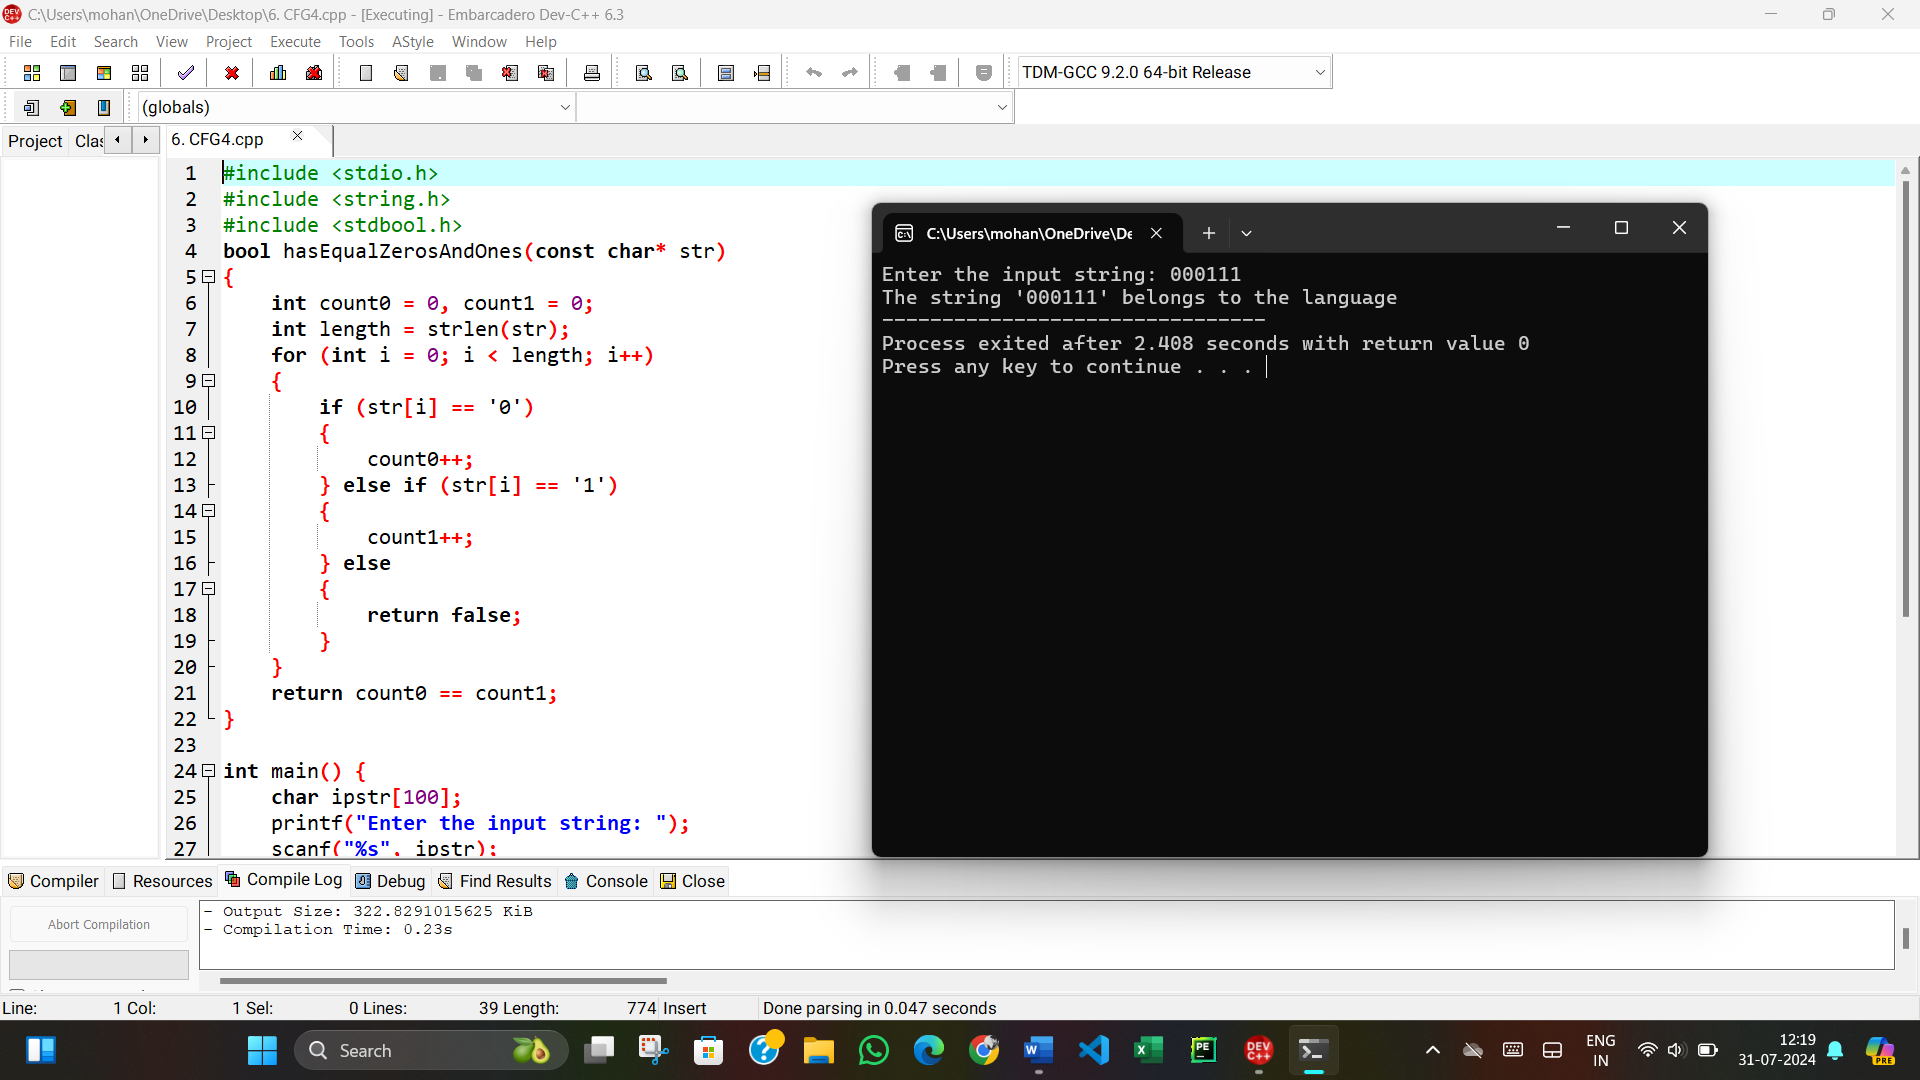 C:\Users\mohan\OneDrive\Desktop\6. CFG4.cpp - [Executing] - Embarcadero Dev-C++ 6.3
File Edit Search View Project Execute Tools AStyle Window Help
TDM-GCC 9.2.0 64-bit Release
(globals)
Project Clas 6. CFG4.cpp
1 #include <stdio.h>
2 #include <string.h>
3 #include <stdbool.h>
4 bool hasEqualZerosAndOnes(const char* str)
5 {
6 int count0 = 0, count1 = 0;
7 int length = strlen(str);
8 for (int i = 0; i < length; i++)
9 {
10 if (str[i] == '0')
11 {
12 count0++;
13 } else if (str[i] == '1')
14 {
15 count1++;
16 } else
17 {
18 return false;
19 }
20 }
21 return count0 == count1;
22 }
23
24 int main() {
25 char ipstr[100];
26 printf("Enter the input string: ");
27 scanf("%s", ipstr);
C:\Users\mohan\OneDrive\De
Enter the input string: 000111
The string '000111' belongs to the language
--------------------------------
Process exited after 2.408 seconds with return value 0
Press any key to continue . . .
Compiler Resources Compile Log Debug Find Results Console Close
Abort Compilation
- Output Size: 322.8291015625 KiB
- Compilation Time: 0.23s
Line: 1 Col: 1 Sel: 0 Lines: 39 Length: 774 Insert Done parsing in 0.047 seconds
Search
ENG
IN
12:19
31-07-2024